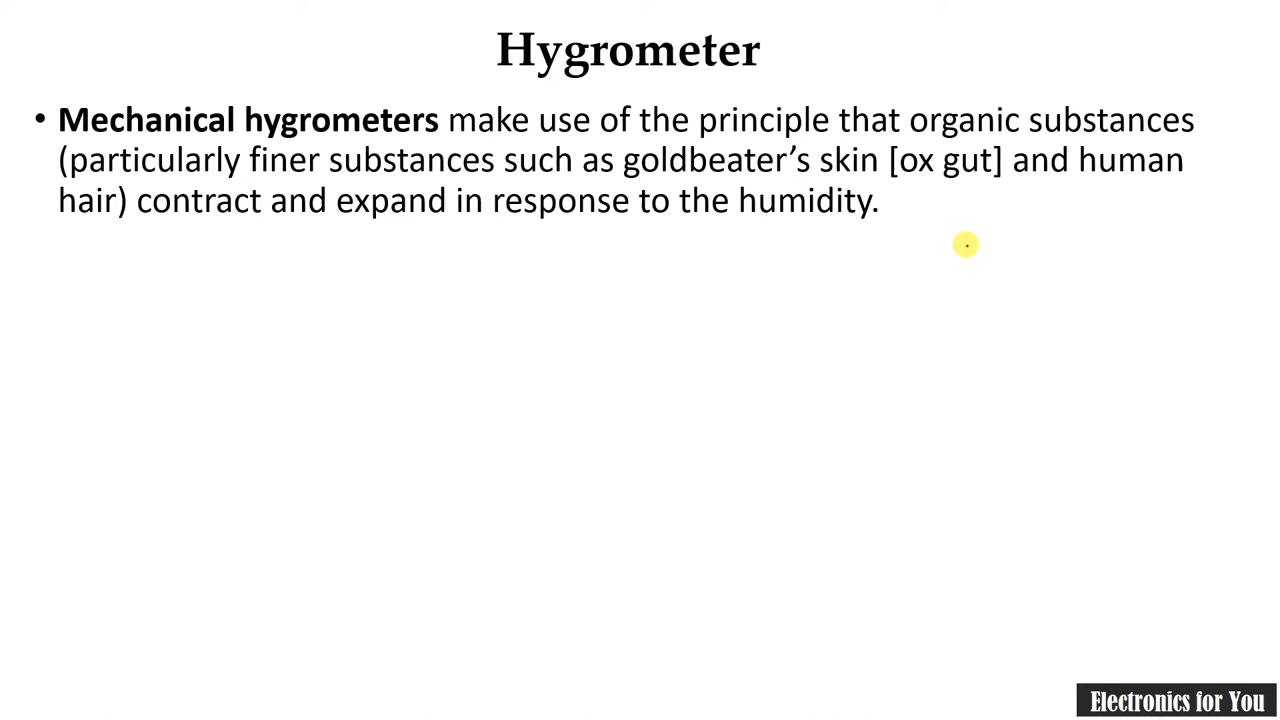 Hygrometer
• Mechanical hygrometers make use of the principle that organic substances
(particularly finer substances such as goldbeater’s skin [ox gut] and human
hair) contract and expand in response to the humidity.
Electronics for You